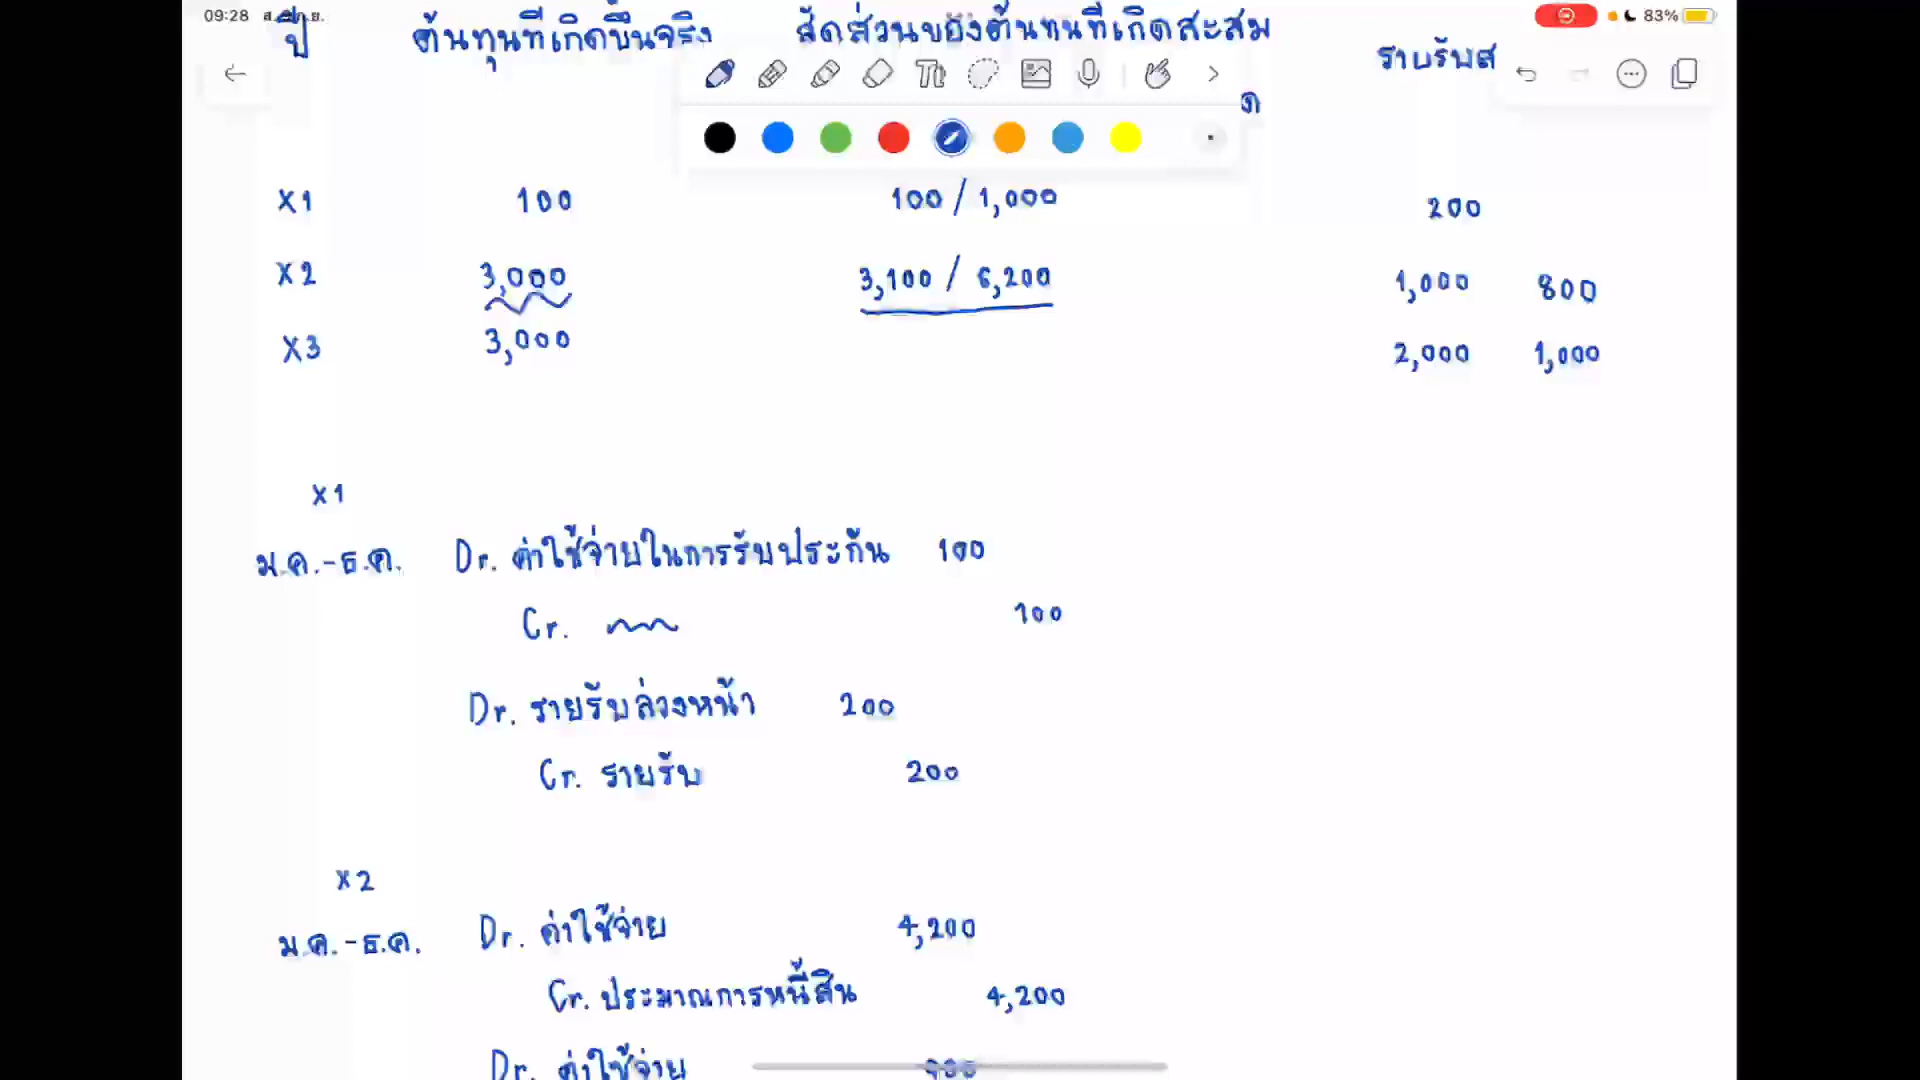 09:28
83%
ปี ต้นทุนที่เกิดขึ้นจริง สัดส่วนของต้นทุนที่เกิดสะสม
X1 100 100 / 1,000 200
X2 3,000 3,100 / 6,200 1,000 800
X3 3,000 2,000 1,000
X1
ม.ค.-ธ.ค. Dr. ค่าใช้จ่ายในการรับประกัน 100
Cr. 100
Dr. รายรับล่วงหน้า 200
Cr. รายรับ 200
X2
ม.ค.-ธ.ค. Dr. ค่าใช้จ่าย 4,200
Cr. ประมาณการหนี้สิน 4,200
Dr. ค่าใช้จ่าย